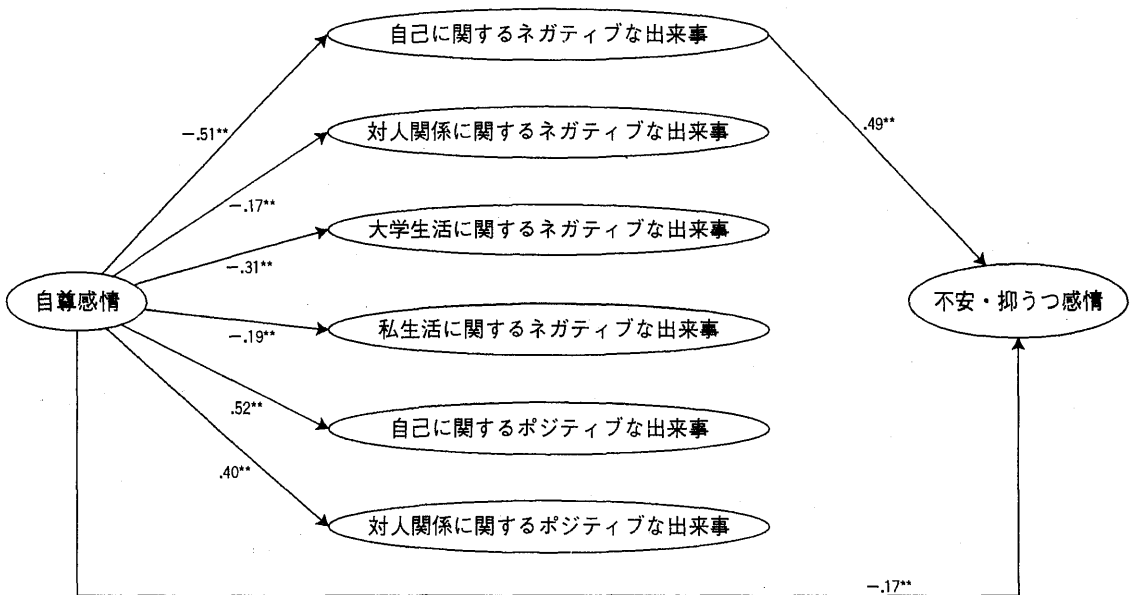 自己に関するネガティブな出来事
−.51**
.49**
対人関係に関するネガティブな出来事
−.17**
大学生活に関するネガティブな出来事
−.31**
自尊感情
不安・抑うつ感情
私生活に関するネガティブな出来事
−.19**
.52**
自己に関するポジティブな出来事
.40**
対人関係に関するポジティブな出来事
−.17**